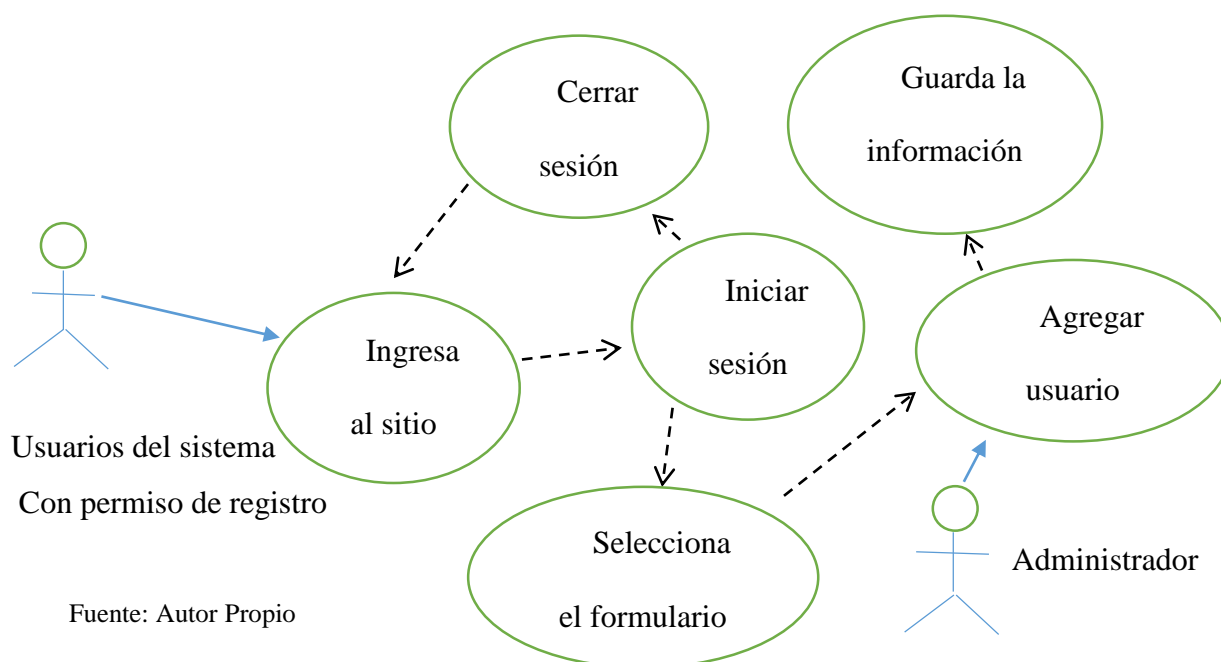 Cerrar
sesión
Guarda la
información
Iniciar
sesión
Agregar
usuario
Ingresa
al sitio
Usuarios del sistema
Con permiso de registro
Selecciona
el formulario
Administrador
Fuente: Autor Propio